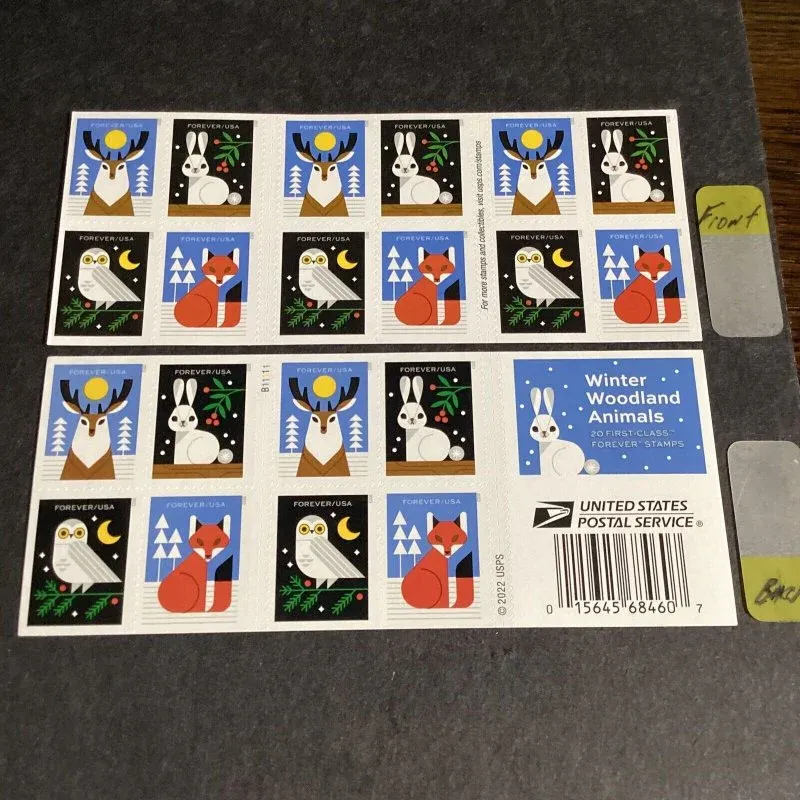 FOREVER/USA FOREVER/USA FOREVER/USA FOREVER/USA FOREVER/USA FOREVER/USA
For more stamps and collectibles, visit usps.com/stamps
FOREVER/USA FOREVER/USA FOREVER/USA FOREVER/USA FOREVER/USA FOREVER/USA
Front
FOREVER/USA FOREVER/USA FOREVER/USA FOREVER/USA
B11111
FOREVER/USA FOREVER/USA FOREVER/USA FOREVER/USA
© 2022 USPS
Winter
Woodland
Animals
20 FIRST-CLASS™
FOREVER® STAMPS
UNITED STATES
POSTAL SERVICE®
0 15645 68460 7
Back